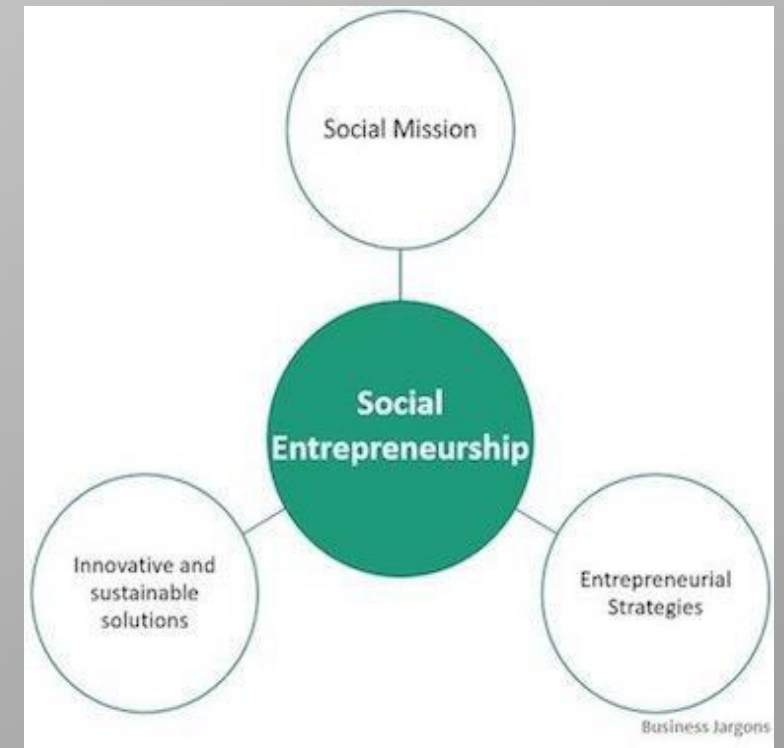 Social Mission
Social
Entrepreneurship
Innovative and
sustainable
solutions
Entrepreneurial
Strategies
Business Jargons